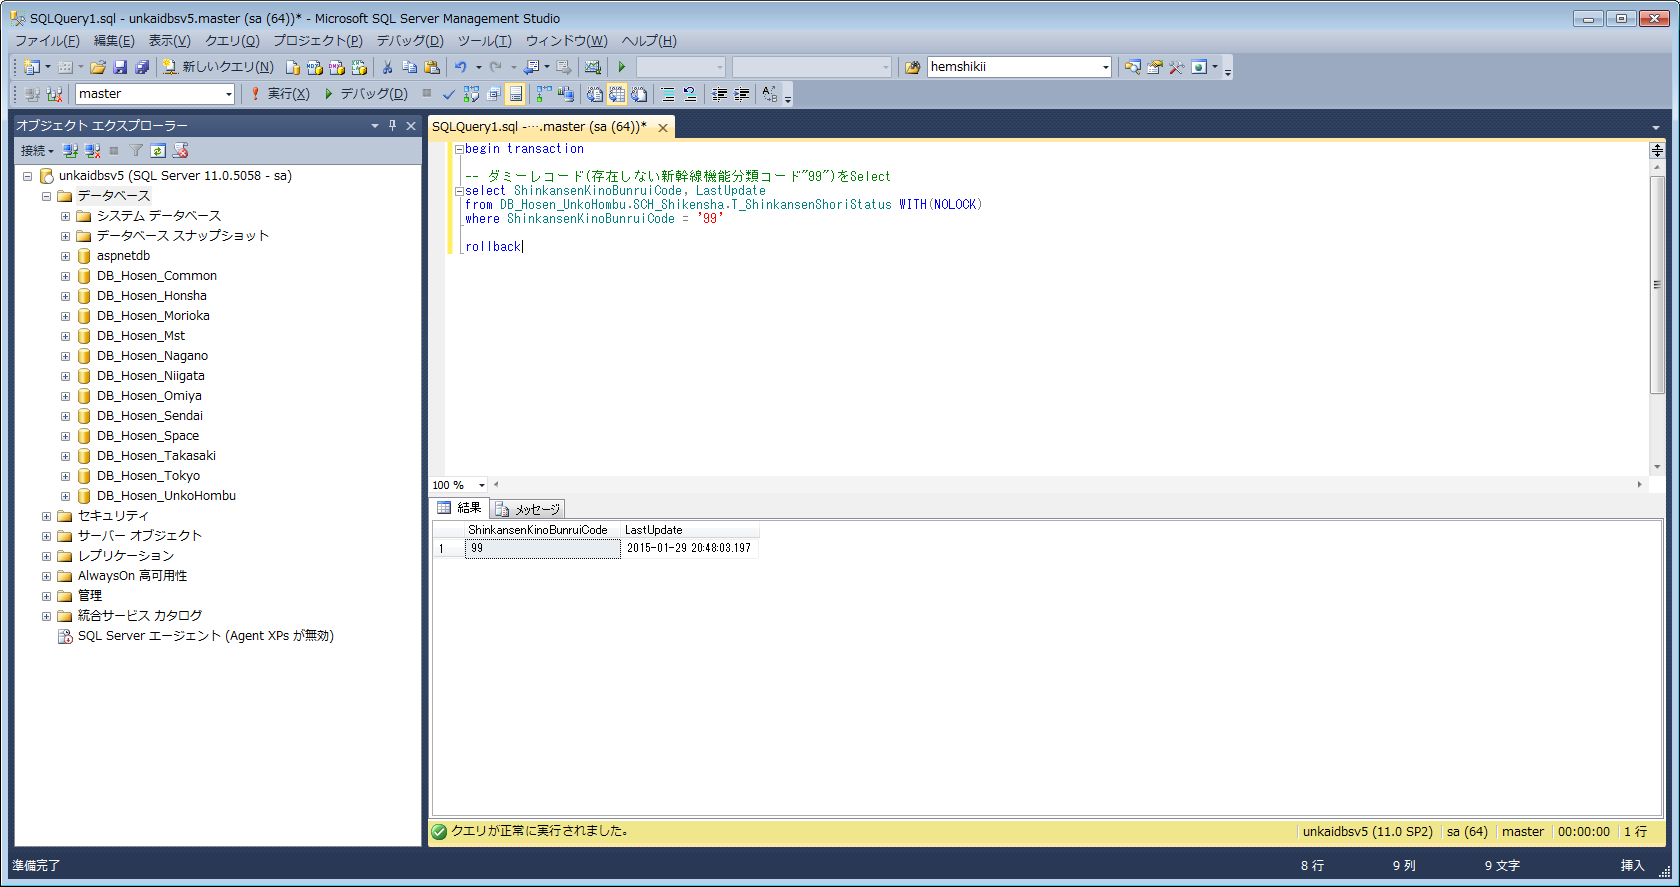 SQLQuery1.sql - unkaidbsv5.master (sa (64))* - Microsoft SQL Server Management Studio
ファイル(F) 編集(E) 表示(V) クエリ(Q) プロジェクト(P) デバッグ(D) ツール(T) ウィンドウ(W) ヘルプ(H)
新しいクエリ(N) hemshikii
master 実行(X) デバッグ(D)
オブジェクト エクスプローラー
接続
unkaidbsv5 (SQL Server 11.0.5058 - sa)
データベース
システム データベース
データベース スナップショット
aspnetdb
DB_Hosen_Common
DB_Hosen_Honsha
DB_Hosen_Morioka
DB_Hosen_Mst
DB_Hosen_Nagano
DB_Hosen_Niigata
DB_Hosen_Omiya
DB_Hosen_Sendai
DB_Hosen_Space
DB_Hosen_Takasaki
DB_Hosen_Tokyo
DB_Hosen_UnkoHombu
セキュリティ
サーバー オブジェクト
レプリケーション
AlwaysOn 高可用性
管理
統合サービス カタログ
SQL Server エージェント (Agent XPs が無効)
SQLQuery1.sql -….master (sa (64))*
begin transaction
-- ダミーレコード(存在しない新幹線機能分類コード"99")をSelect
select ShinkansenKinoBunruiCode, LastUpdate
from DB_Hosen_UnkoHombu.SCH_Shikensha.T_ShinkansenShoriStatus WITH(NOLOCK)
where ShinkansenKinoBunruiCode = '99'
rollback
100 %
結果 メッセージ
ShinkansenKinoBunruiCode LastUpdate
1 99 2015-01-29 20:48:03.197
クエリが正常に実行されました。 unkaidbsv5 (11.0 SP2) sa (64) master 00:00:00 1 行
準備完了 8 行 9 列 9 文字 挿入